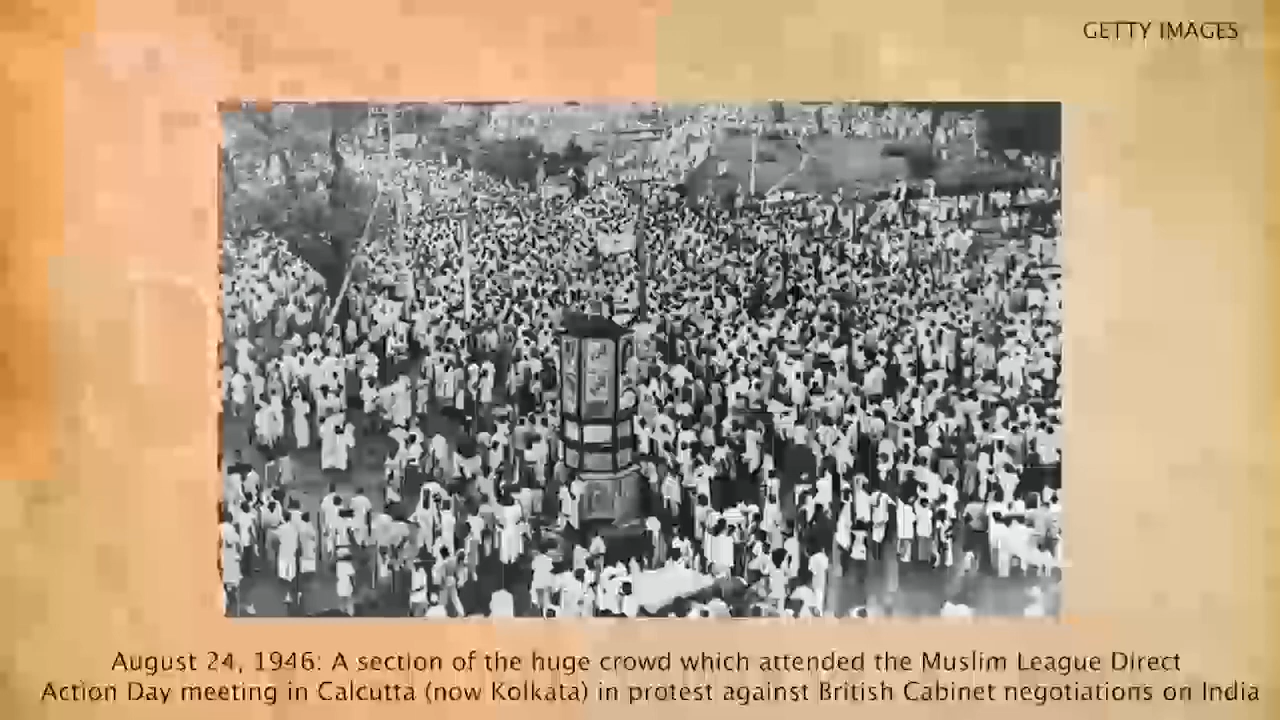 GETTY IMAGES
August 24, 1946: A section of the huge crowd which attended the Muslim League Direct
Action Day meeting in Calcutta (now Kolkata) in protest against British Cabinet negotiations on India